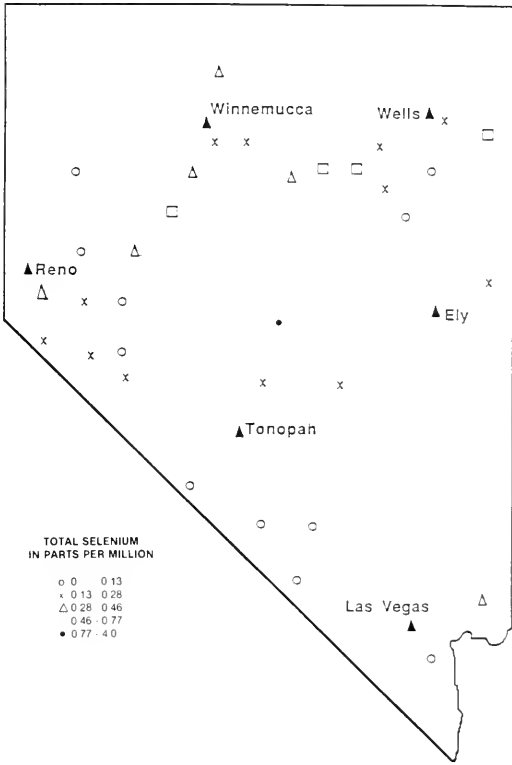 Winnemucca
Wells
Reno
Ely
Tonopah
Las Vegas
TOTAL SELENIUM
IN PARTS PER MILLION
0 0 13
0 13 0 28
0 28 0 46
0 46 - 0 77
0 77 - 4 0